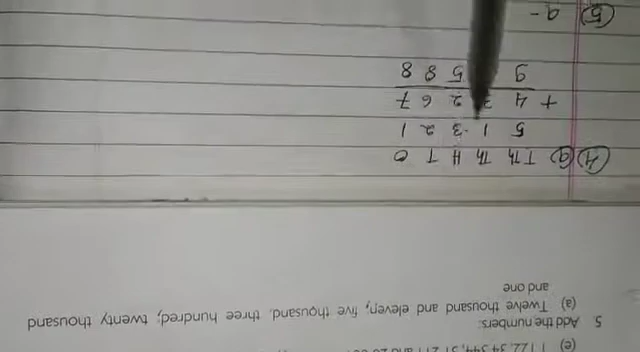 (e)
5. Add the numbers:
(a) Twelve thousand and eleven, five thousand, three hundred, twenty thousand
and one
4 a TTh Th H T O
5 1 3 2 1
+ 4 2 6 7
9 5 8 8
5 a-